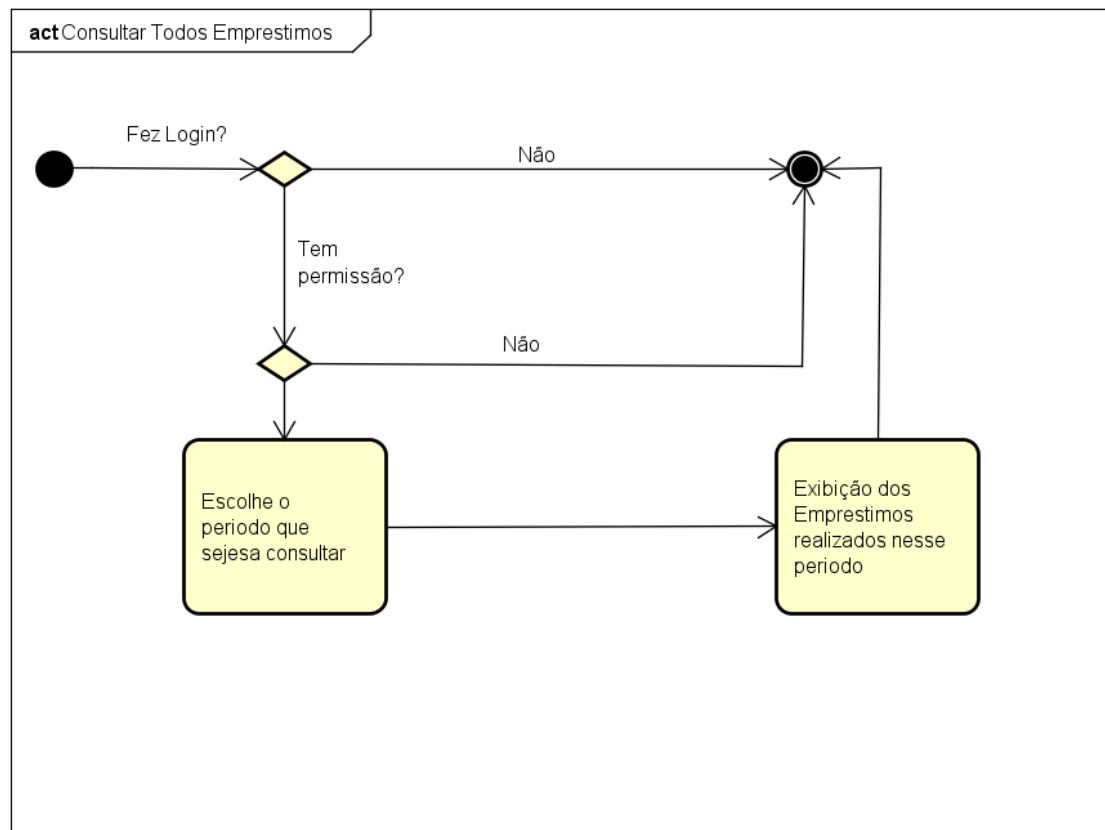 act Consultar Todos Emprestimos
Fez Login?
Não
Tem
permissão?
Não
Escolhe o
periodo que
sejesa consultar
Exibição dos
Emprestimos
realizados nesse
periodo